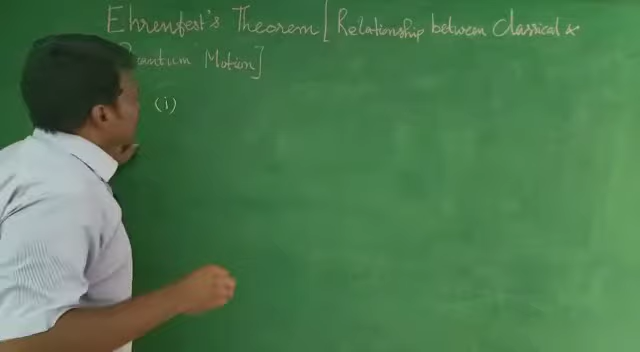 Ehrenfest's Theorem [Relationship between Classical &
Quantum Motion]
(i)